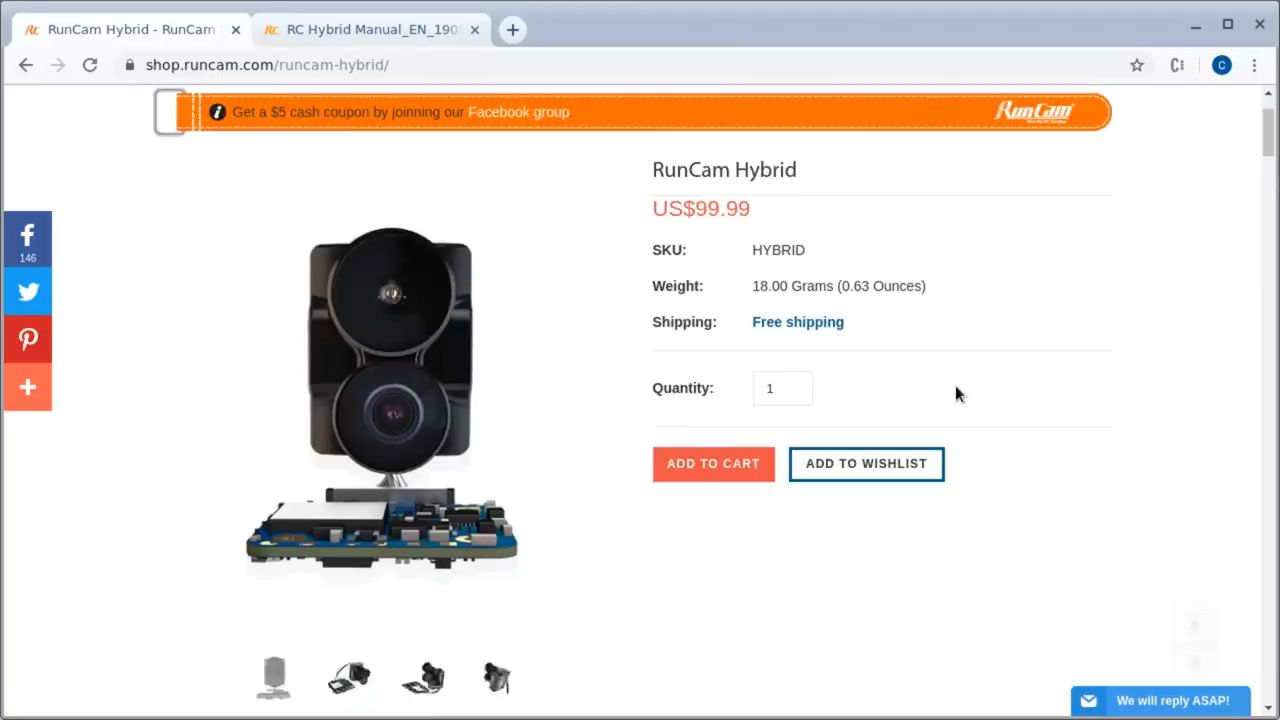 RunCam Hybrid - RunCam
RC Hybrid Manual_EN_190
shop.runcam.com/runcam-hybrid/
C
Get a $5 cash coupon by joinning our Facebook group.
RunCam
RunCam Hybrid
US$99.99
SKU: HYBRID
Weight: 18.00 Grams (0.63 Ounces)
Shipping: Free shipping
146
Quantity: 1
ADD TO CART ADD TO WISHLIST
We will reply ASAP!